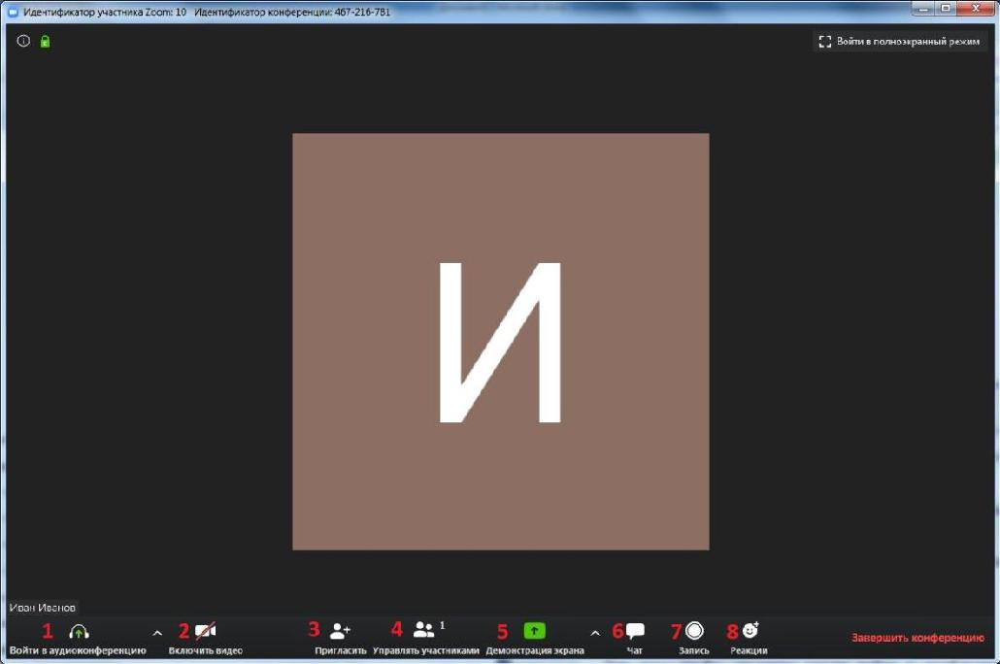 Идентификатор участника Zoom: 10 Идентификатор конференции: 467-216-781
Войти в полноэкранный режим
И
Иван Иванов
1 2 3 4 1 5 6 7 8
Войти в аудиоконференцию Включить видео Пригласить Управлять участниками Демонстрация экрана Чат Запись Реакции
Завершить конференцию